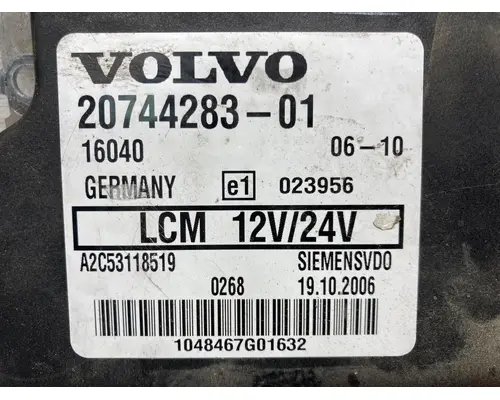 VOLVO
20744283-01
16040 06-10
GERMANY e1 023956
LCM 12V/24V
A2C53118519 SIEMENSVDO
0268 19.10.2006
1048467G01632